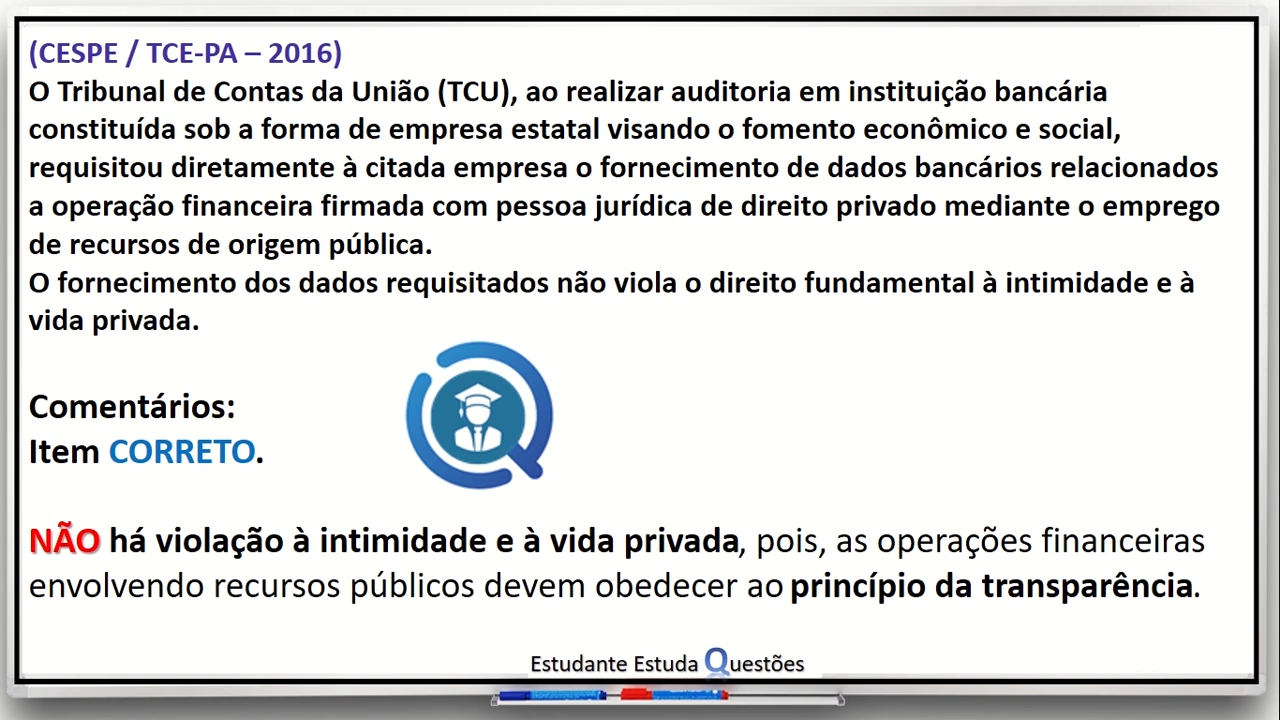 (CESPE / TCE-PA – 2016)
O Tribunal de Contas da União (TCU), ao realizar auditoria em instituição bancária
constituída sob a forma de empresa estatal visando o fomento econômico e social,
requisitou diretamente à citada empresa o fornecimento de dados bancários relacionados
a operação financeira firmada com pessoa jurídica de direito privado mediante o emprego
de recursos de origem pública.
O fornecimento dos dados requisitados não viola o direito fundamental à intimidade e à
vida privada.
Comentários:
Item CORRETO.
NÃO há violação à intimidade e à vida privada, pois, as operações financeiras
envolvendo recursos públicos devem obedecer ao princípio da transparência.
Estudante Estuda Questões